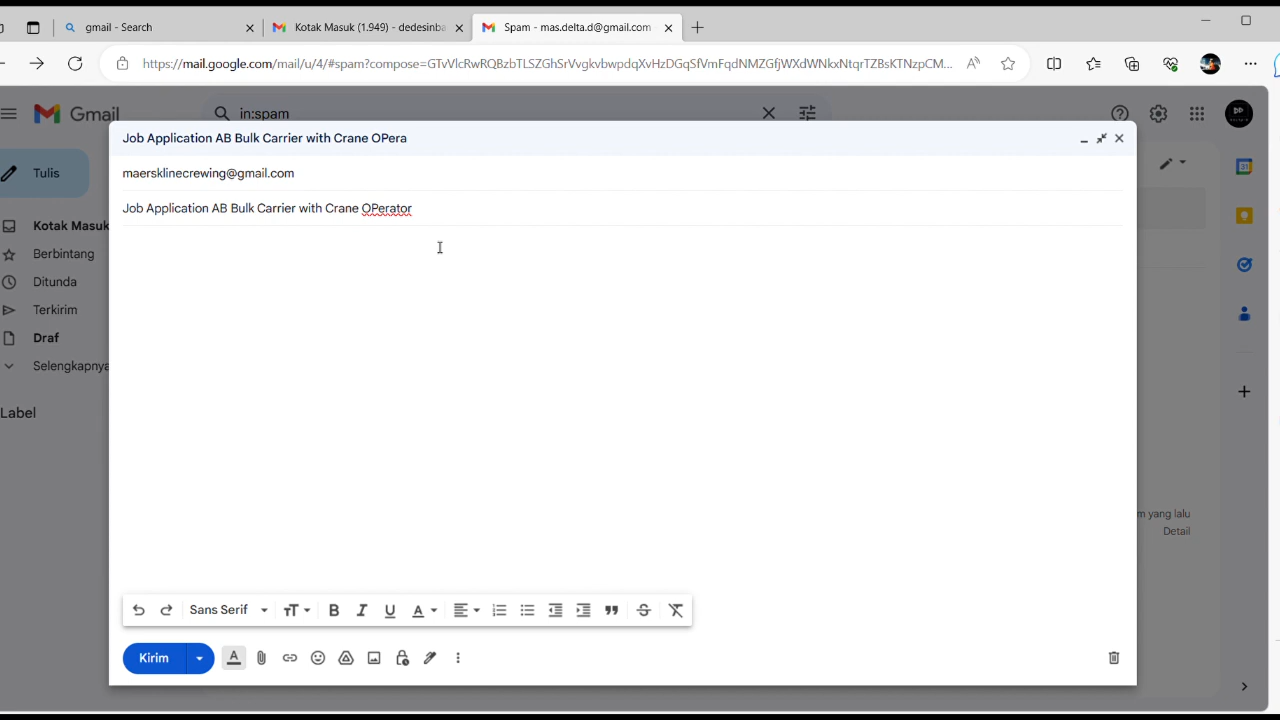 gmail - Search
Kotak Masuk (1.949) - dedesinba
Spam - mas.delta.d@gmail.com
https://mail.google.com/mail/u/4/#spam?compose=GTvVlcRwRQBzbTLSZGhSrVvgkvbwpdqXvHzDGqSfVmFqdNMZGfjWXdWNkxNtqrTZBsKTNzpCM...
Gmail
in:spam
Job Application AB Bulk Carrier with Crane OPera
maersklinecrewing@gmail.com
Job Application AB Bulk Carrier with Crane OPerator
Tulis
Kotak Masuk
Berbintang
Ditunda
Terkirim
Draf
Selengkapnya
Label
m yang lalu
Detail
Sans Serif
Kirim